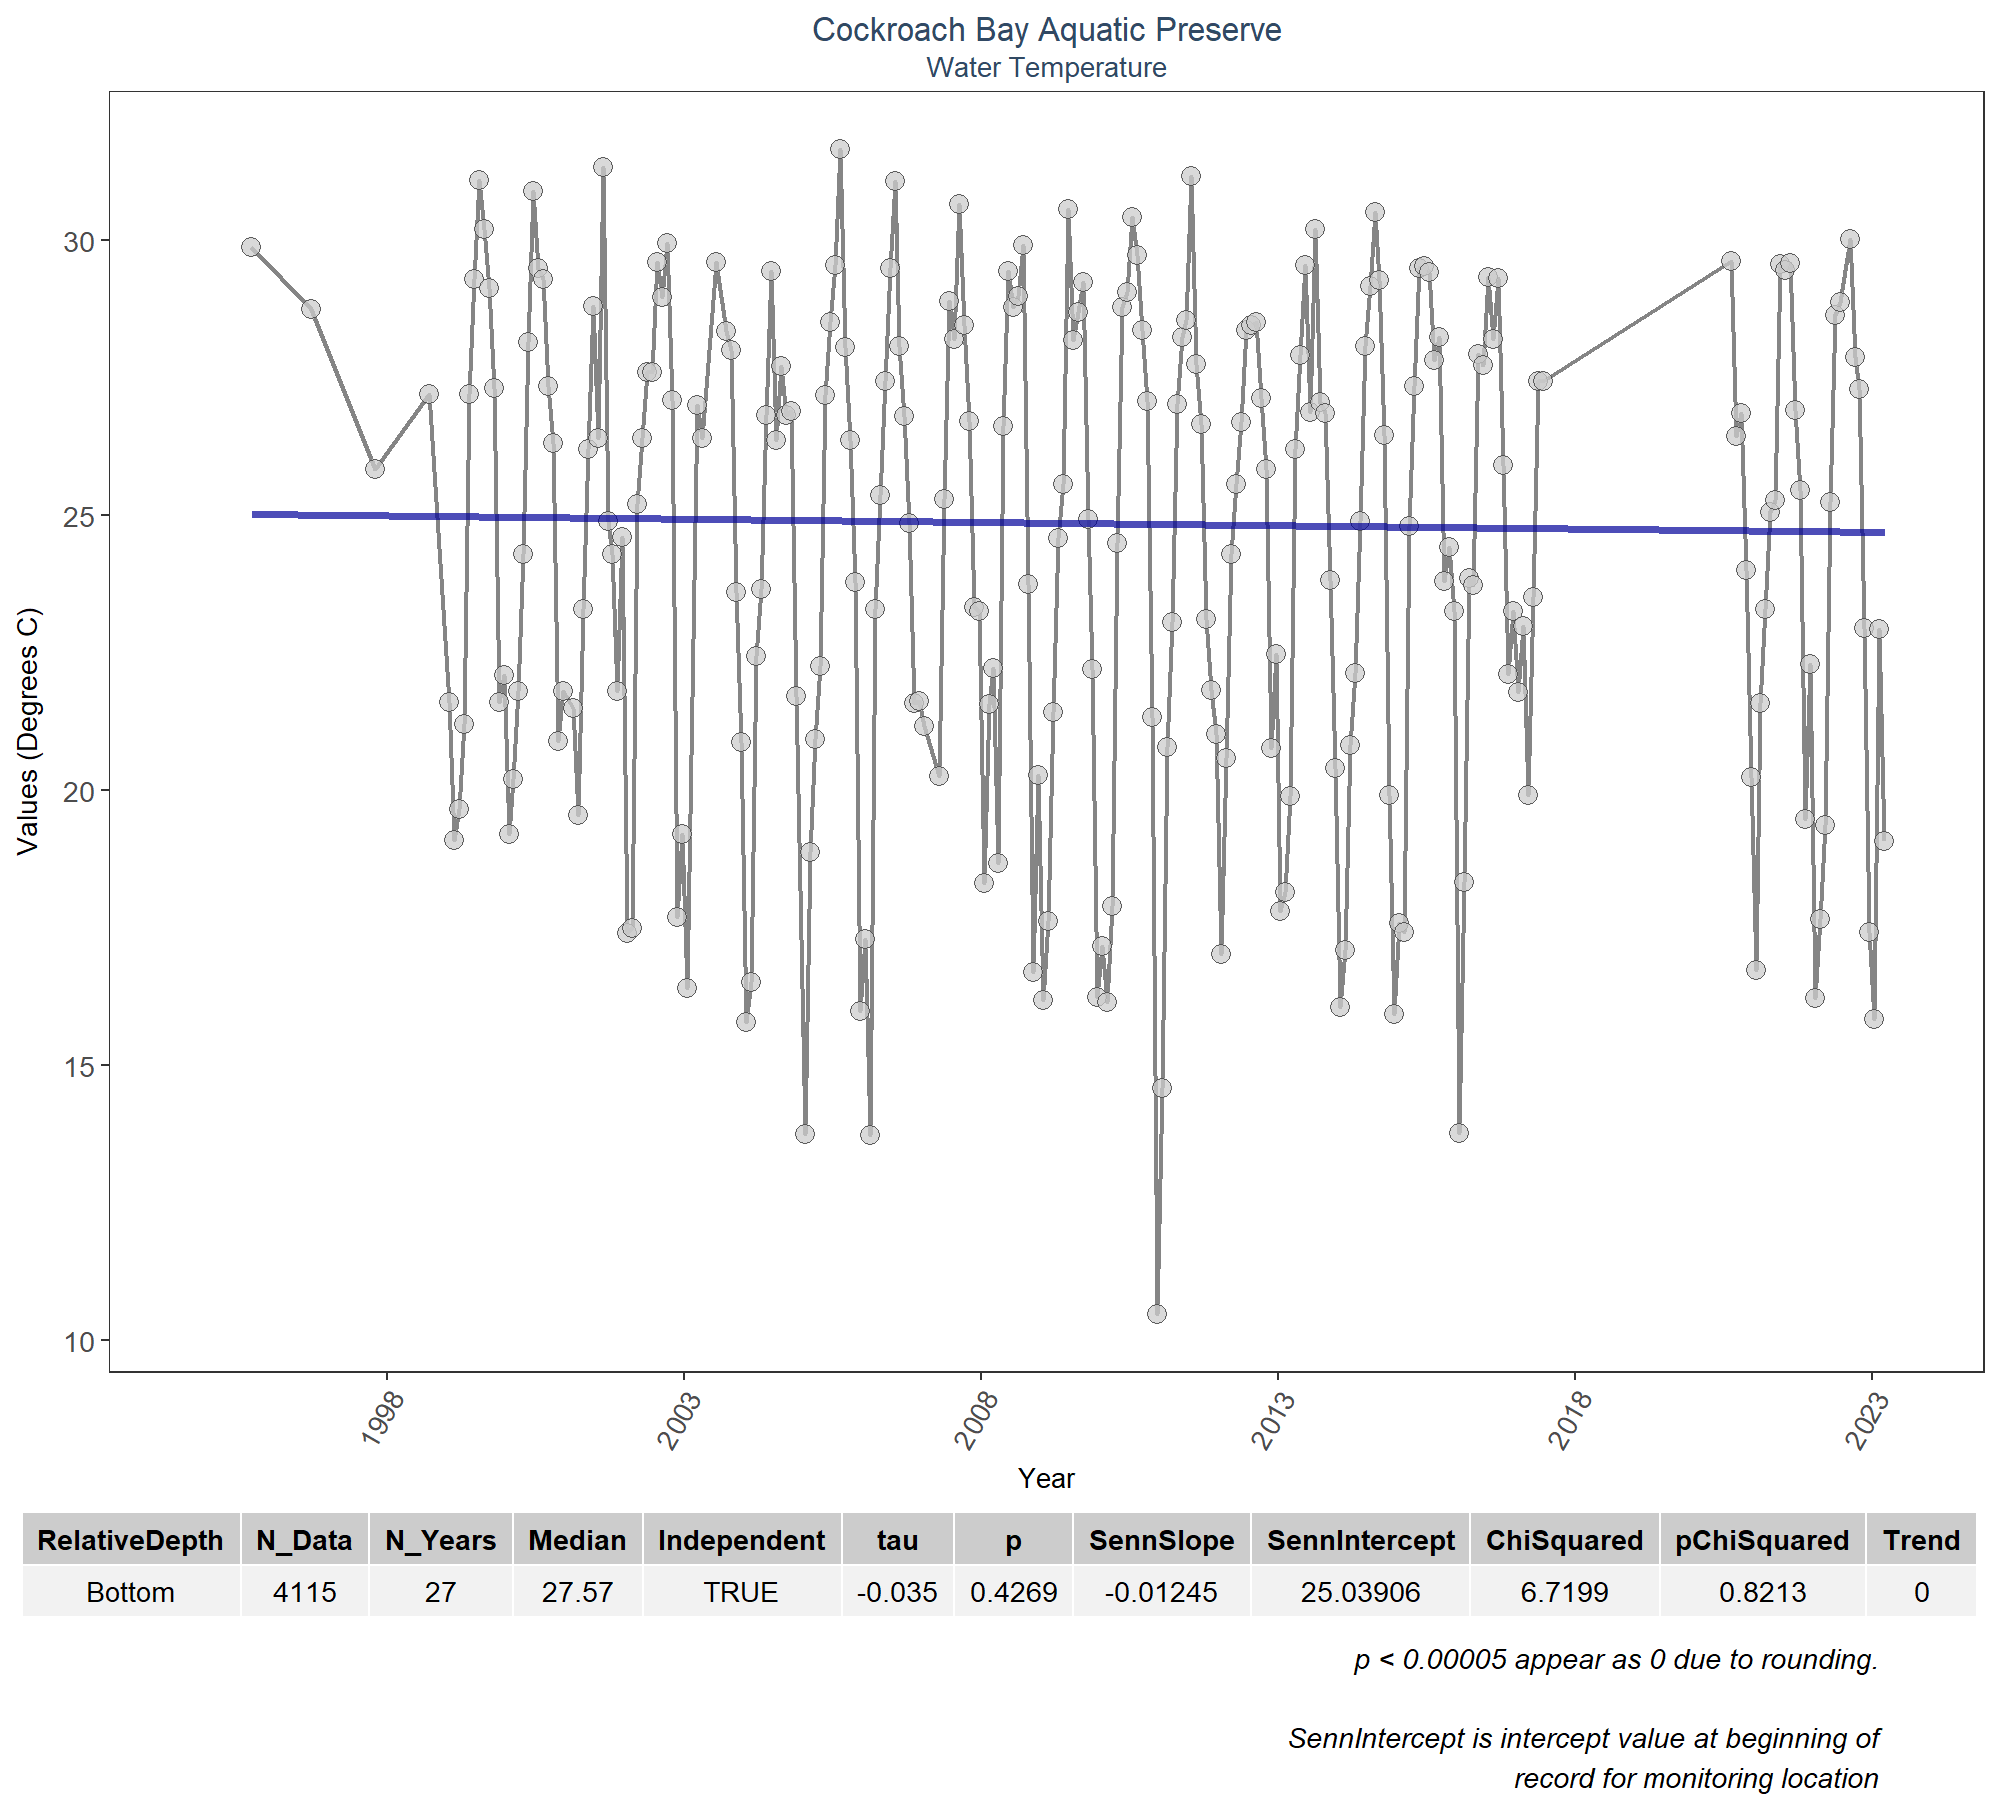 Cockroach Bay Aquatic Preserve
Water Temperature
Values (Degrees C)
30
25
20
15
10
1998 2003 2008 2013 2018 2023
Year
RelativeDepth N_Data N_Years Median Independent tau p SennSlope SennIntercept ChiSquared pChiSquared Trend
Bottom 4115 27 27.57 TRUE -0.035 0.4269 -0.01245 25.03906 6.7199 0.8213 0
p < 0.00005 appear as 0 due to rounding.
SennIntercept is intercept value at beginning of
record for monitoring location